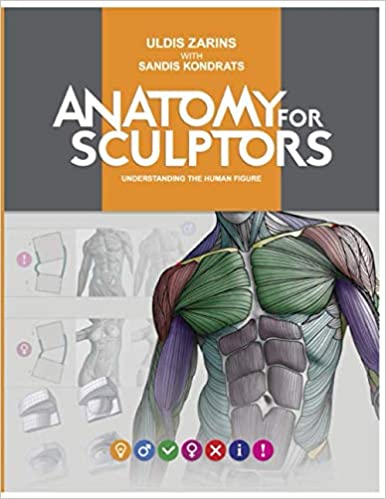 ULDIS ZARINS
WITH
SANDIS KONDRATS
ANATOMY FOR
SCULPTORS
UNDERSTANDING THE HUMAN FIGURE